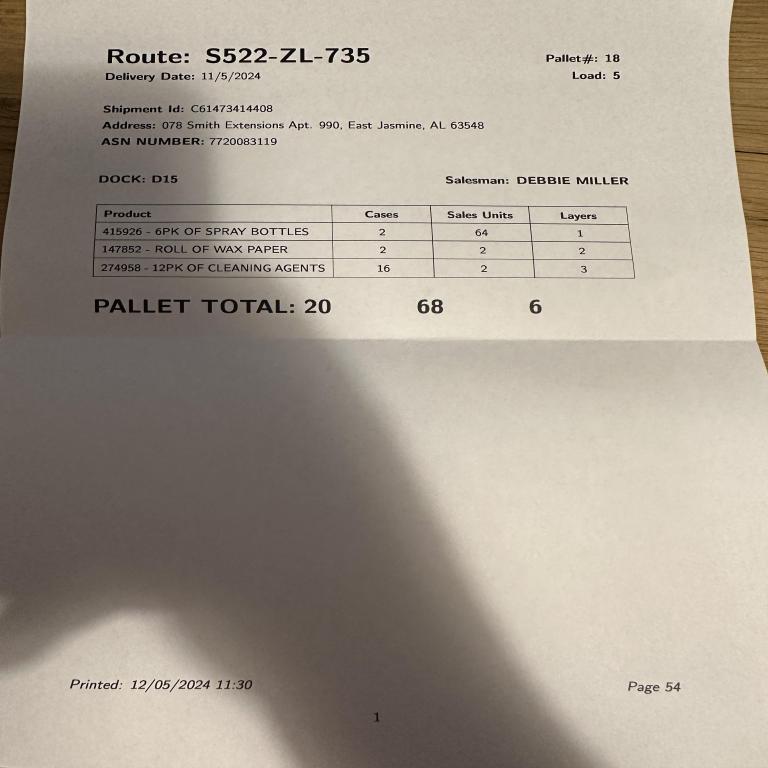 Route: S522-ZL-735 Pallet#: 18
Delivery Date: 11/5/2024 Load: 5
Shipment Id: C61473414408
Address: 078 Smith Extensions Apt. 990, East Jasmine, AL 63548
ASN NUMBER: 7720083119
DOCK: D15 Salesman: DEBBIE MILLER
Product Cases Sales Units Layers
415926 - 6PK OF SPRAY BOTTLES 2 64 1
147852 - ROLL OF WAX PAPER 2 2 2
274958 - 12PK OF CLEANING AGENTS 16 2 3
PALLET TOTAL: 20 68 6
Printed: 12/05/2024 11:30 Page 54
1